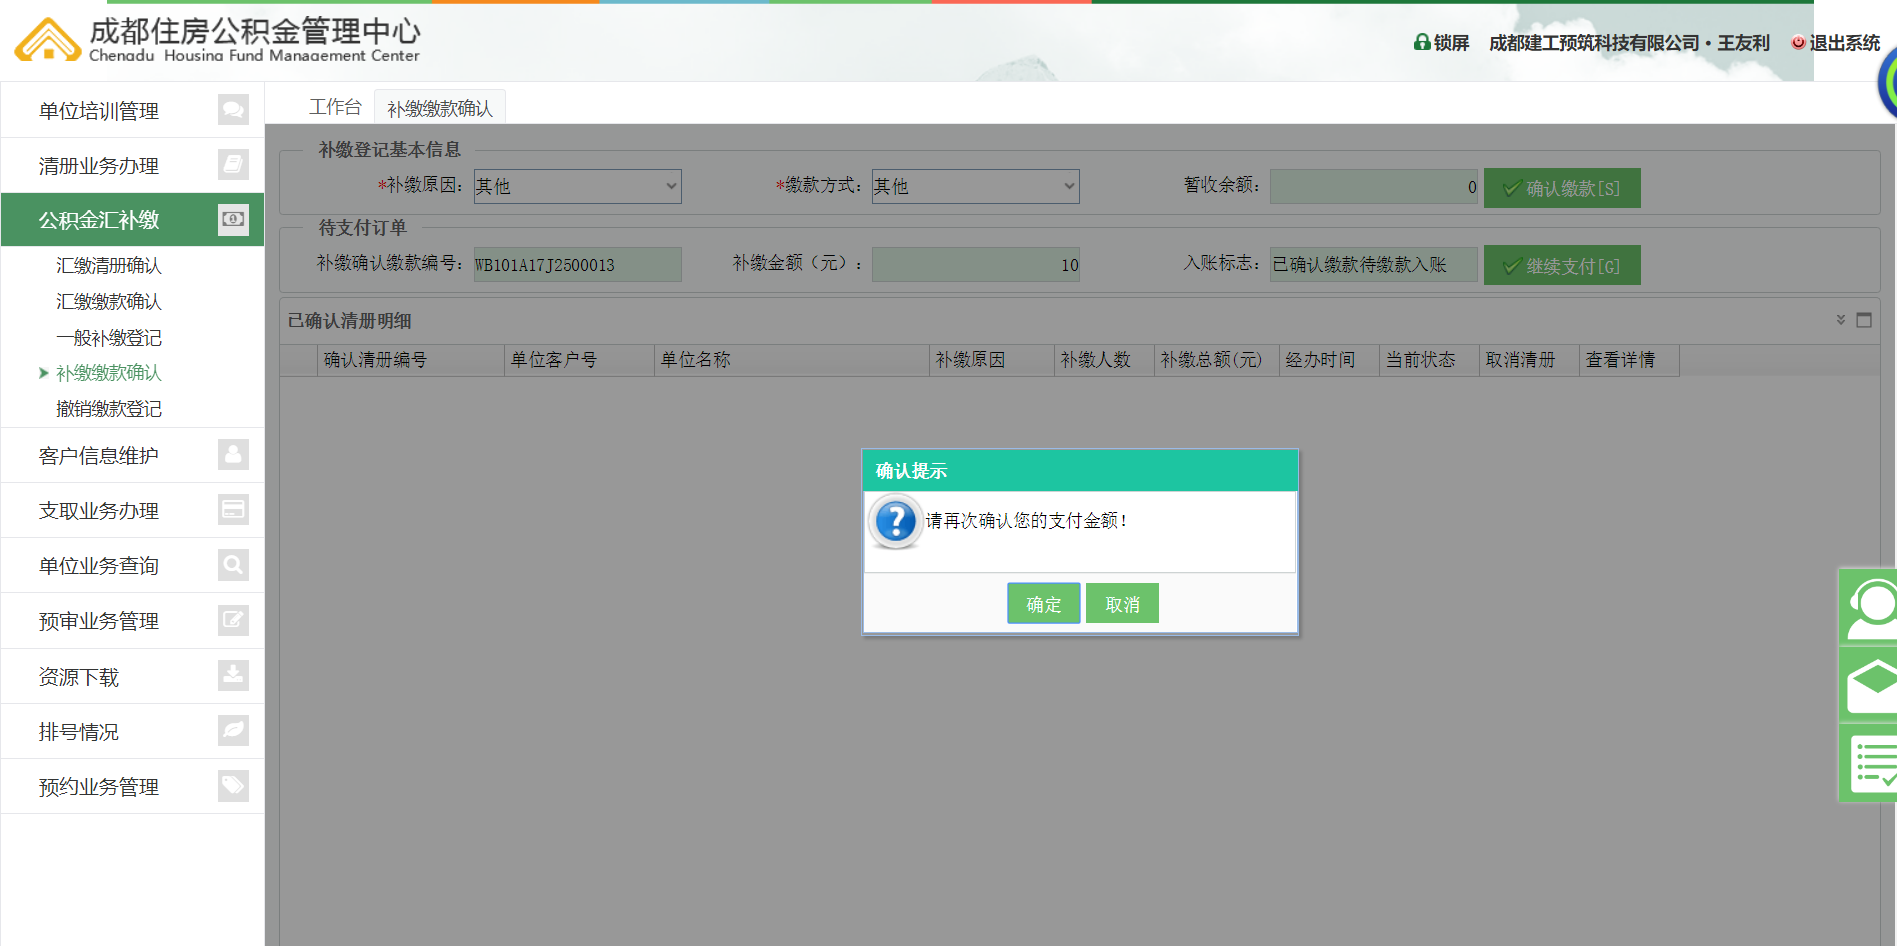 成都住房公积金管理中心
Chengdu Housing Fund Management Center
锁屏 成都建工预筑科技有限公司·王友利 退出系统
工作台 补缴缴款确认
单位培训管理
清册业务办理
公积金汇补缴
汇缴清册确认
汇缴缴款确认
一般补缴登记
补缴缴款确认
撤销缴款登记
客户信息维护
支取业务办理
单位业务查询
预审业务管理
资源下载
排号情况
预约业务管理
补缴登记基本信息
*补缴原因: 其他 *缴款方式: 其他 暂收余额: 0 确认缴款[S]
待支付订单
补缴确认缴款编号: WB101A17J2500013 补缴金额（元）: 10 入账标志: 已确认缴款待缴款入账 继续支付[G]
已确认清册明细
确认清册编号 单位客户号 单位名称 补缴原因 补缴人数 补缴总额(元) 经办时间 当前状态 取消清册 查看详情
确认提示
请再次确认您的支付金额!
确定 取消